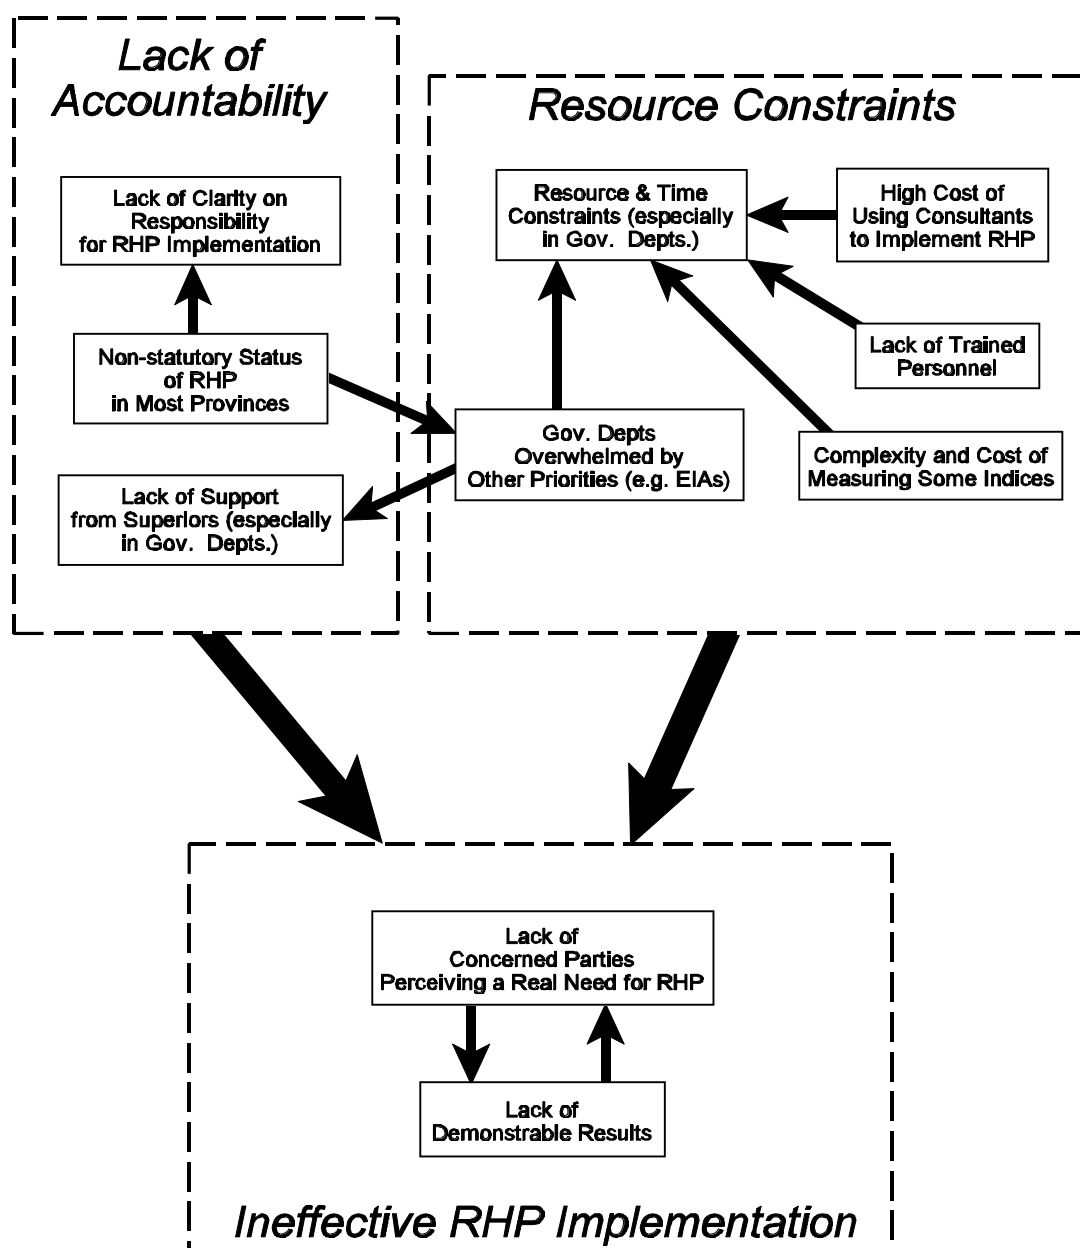 Lack of
Accountability
Lack of Clarity on
Responsibility
for RHP Implementation
Non-statutory Status
of RHP
in Most Provinces
Lack of Support
from Superiors (especially
in Gov. Depts.)
Resource Constraints
Resource & Time
Constraints (especially
in Gov. Depts.)
High Cost of
Using Consultants
to Implement RHP
Lack of Trained
Personnel
Gov. Depts
Overwhelmed by
Other Priorities (e.g. EIAs)
Complexity and Cost of
Measuring Some Indices
Lack of
Concerned Parties
Perceiving a Real Need for RHP
Lack of
Demonstrable Results
Ineffective RHP Implementation